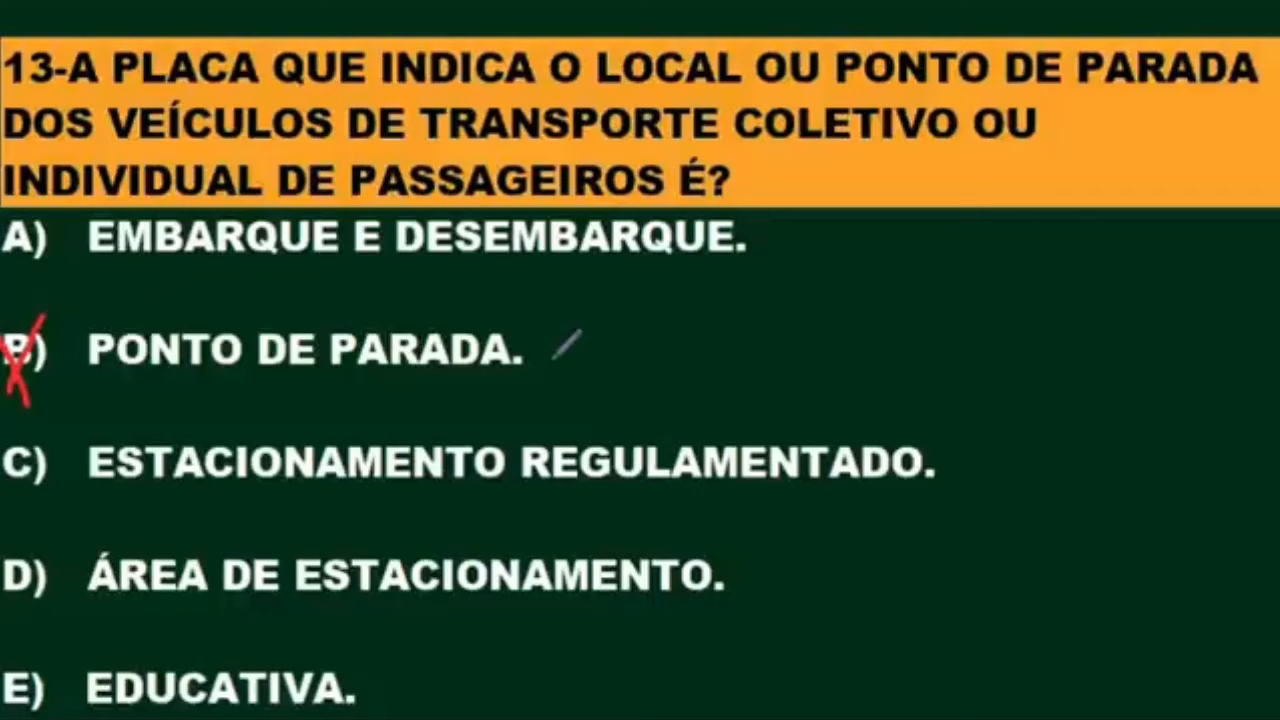 13-A PLACA QUE INDICA O LOCAL OU PONTO DE PARADA
DOS VEÍCULOS DE TRANSPORTE COLETIVO OU
INDIVIDUAL DE PASSAGEIROS É?
A) EMBARQUE E DESEMBARQUE.
B) PONTO DE PARADA.
C) ESTACIONAMENTO REGULAMENTADO.
D) ÁREA DE ESTACIONAMENTO.
E) EDUCATIVA.